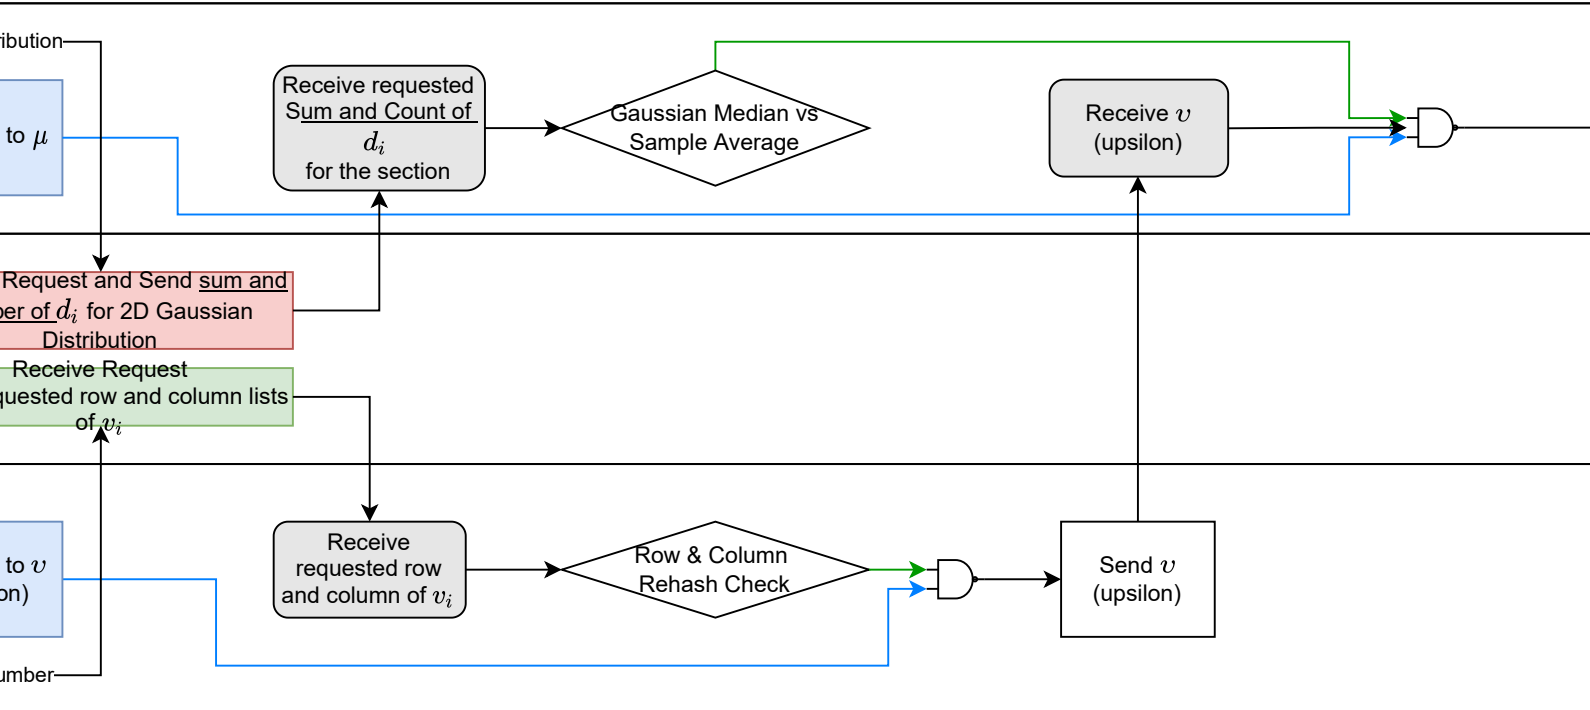 ribution
to μ
Receive requested
Sum and Count of
d_i
for the section
Gaussian Median vs
Sample Average
Receive υ
(upsilon)
Request and Send sum and
ber of d_i for 2D Gaussian
Distribution
Receive Request
quested row and column lists
of v_i
to υ
on)
Receive
requested row
and column of v_i
Row & Column
Rehash Check
Send υ
(upsilon)
umber